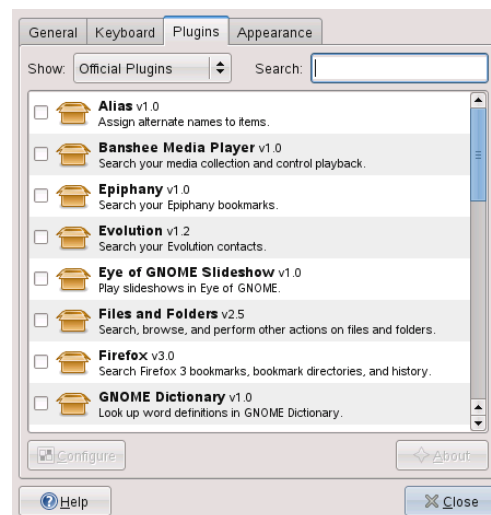 General Keyboard Plugins Appearance
Show: Official Plugins Search:
Alias v1.0
Assign alternate names to items.
Banshee Media Player v1.0
Search your media collection and control playback.
Epiphany v1.0
Search your Epiphany bookmarks.
Evolution v1.2
Search your Evolution contacts.
Eye of GNOME Slideshow v1.0
Play slideshows in Eye of GNOME.
Files and Folders v2.5
Search, browse, and perform other actions on files and folders.
Firefox v3.0
Search Firefox 3 bookmarks, bookmark directories, and history.
GNOME Dictionary v1.0
Look up word definitions in GNOME Dictionary.
Configure About
Help Close